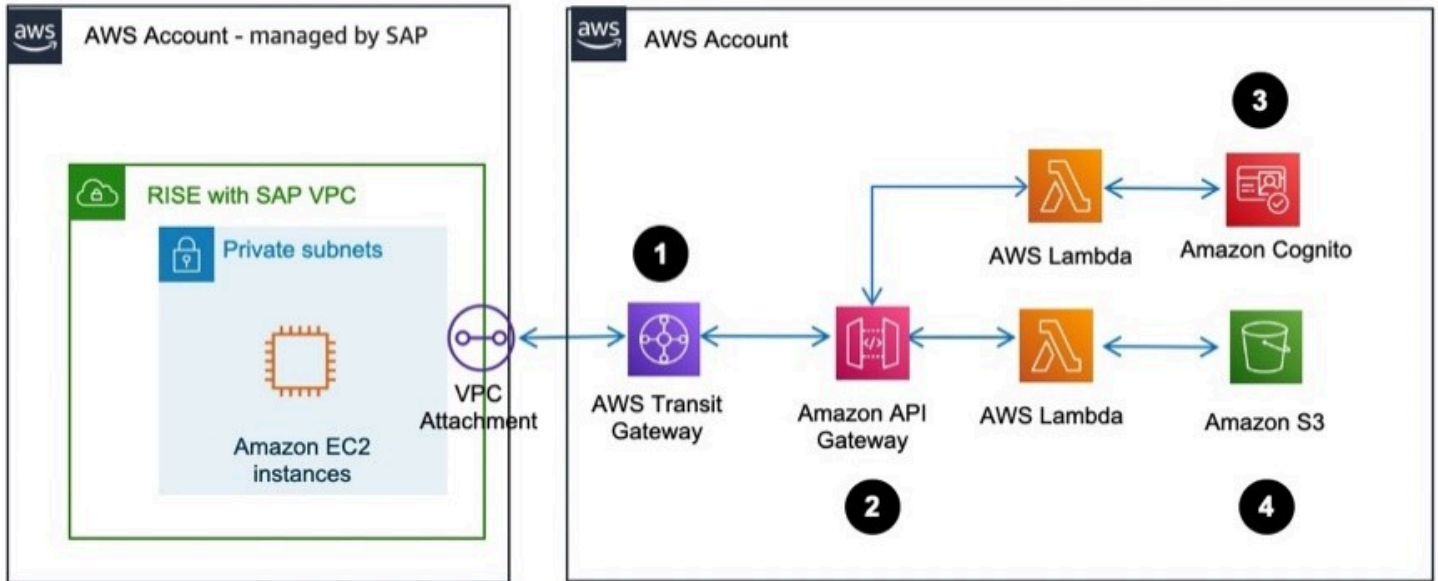 aws
AWS Account - managed by SAP
aws
AWS Account
3
RISE with SAP VPC
Private subnets
1
AWS Lambda
Amazon Cognito
VPC
Attachment
AWS Transit
Gateway
Amazon API
Gateway
</>
AWS Lambda
Amazon S3
Amazon EC2
instances
2
4